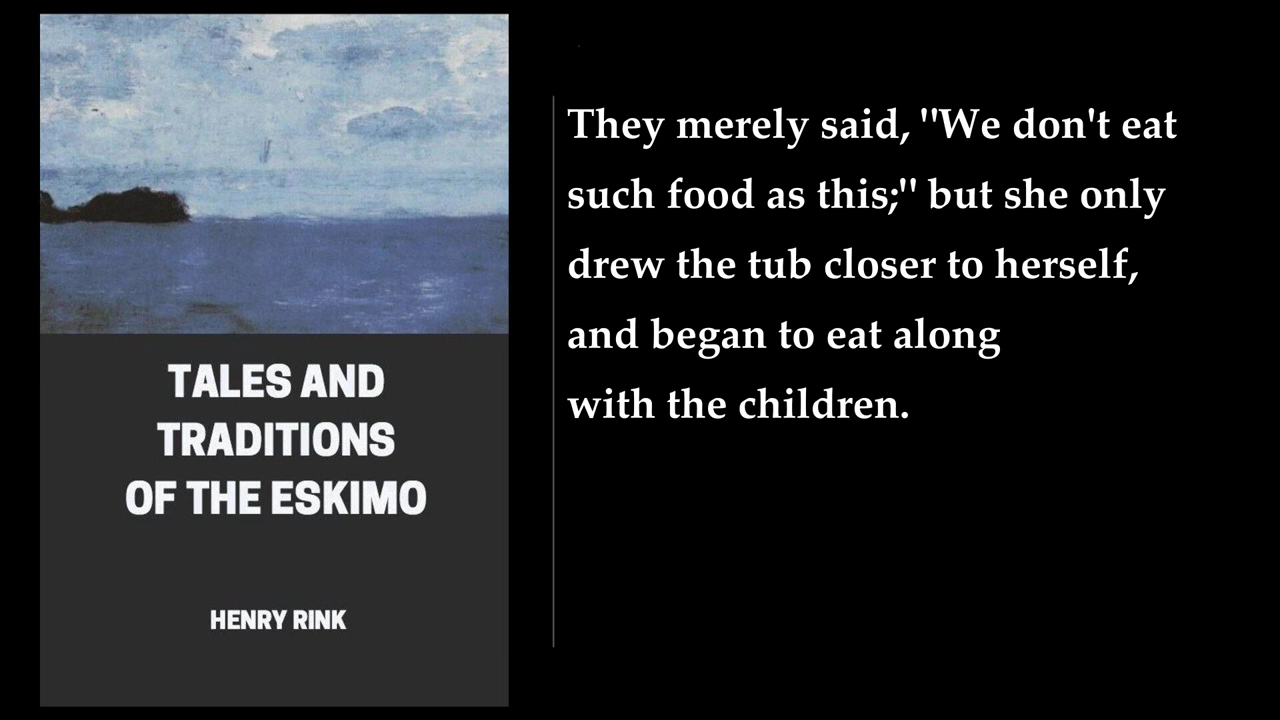 TALES AND
TRADITIONS
OF THE ESKIMO
HENRY RINK
They merely said, "We don't eat
such food as this;" but she only
drew the tub closer to herself,
and began to eat along
with the children.